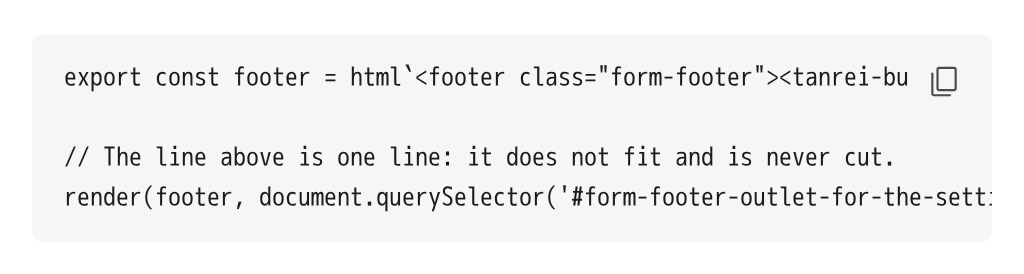 export const footer = html`<footer class="form-footer"><tanrei-bu
// The line above is one line: it does not fit and is never cut.
render(footer, document.querySelector('#form-footer-outlet-for-the-setti